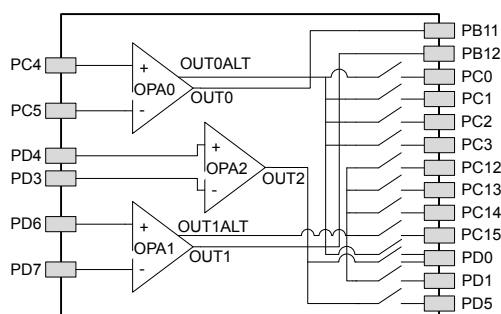 PB11
PB12
PC4 + OUT0ALT PC0
OPA0 PC1
PC5 - OUT0 PC2
PD4 + PC3
PD3 OPA2 PC12
- OUT2 PC13
PD6 + PC14
OPA1 OUT1ALT PC15
PD7 - OUT1 PD0
PD1
PD5